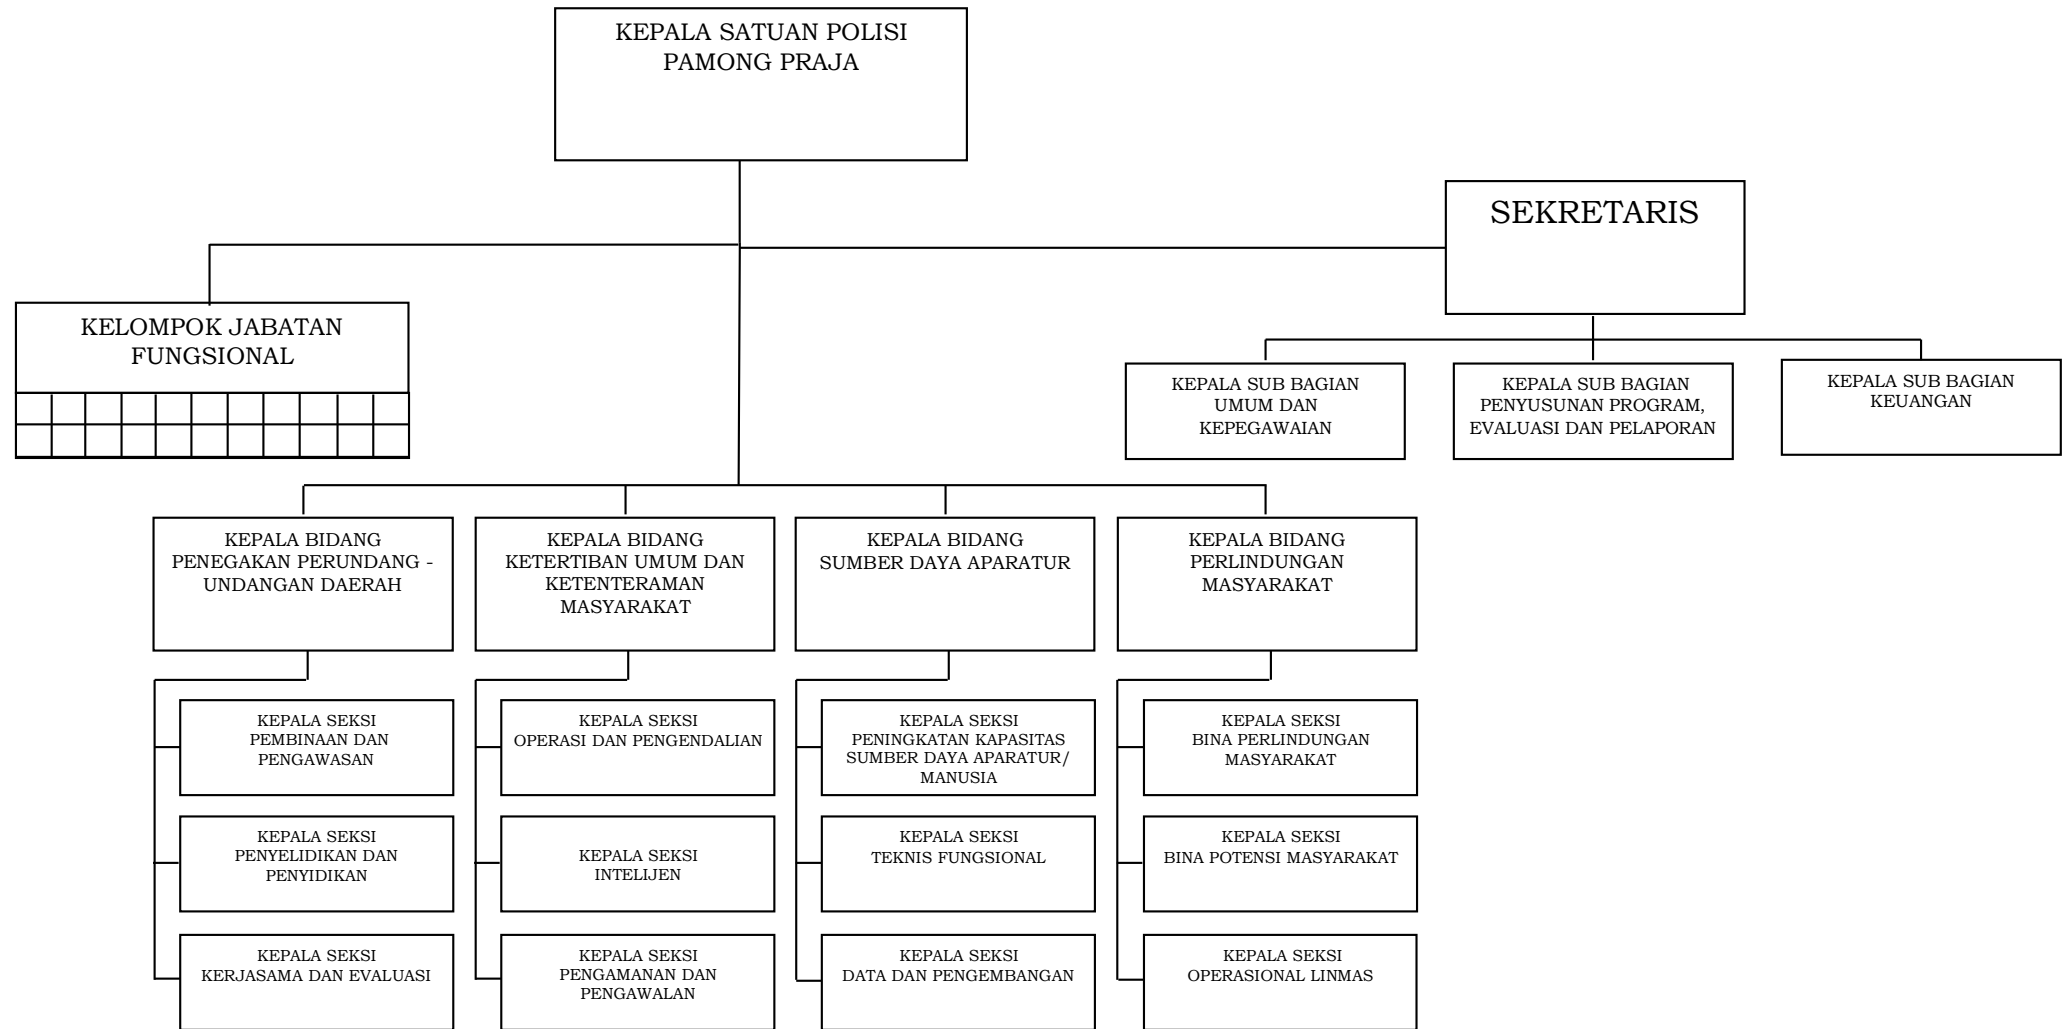 KEPALA SATUAN POLISI
PAMONG PRAJA
SEKRETARIS
KELOMPOK JABATAN
FUNGSIONAL
KEPALA SUB BAGIAN
UMUM DAN
KEPEGAWAIAN
KEPALA SUB BAGIAN
PENYUSUNAN PROGRAM,
EVALUASI DAN PELAPORAN
KEPALA SUB BAGIAN
KEUANGAN
KEPALA BIDANG
PENEGAKAN PERUNDANG -
UNDANGAN DAERAH
KEPALA BIDANG
KETERTIBAN UMUM DAN
KETENTERAMAN
MASYARAKAT
KEPALA BIDANG
SUMBER DAYA APARATUR
KEPALA BIDANG
PERLINDUNGAN
MASYARAKAT
KEPALA SEKSI
PEMBINAAN DAN
PENGAWASAN
KEPALA SEKSI
OPERASI DAN PENGENDALIAN
KEPALA SEKSI
PENINGKATAN KAPASITAS
SUMBER DAYA APARATUR/
MANUSIA
KEPALA SEKSI
BINA PERLINDUNGAN
MASYARAKAT
KEPALA SEKSI
PENYELIDIKAN DAN
PENYIDIKAN
KEPALA SEKSI
INTELIJEN
KEPALA SEKSI
TEKNIS FUNGSIONAL
KEPALA SEKSI
BINA POTENSI MASYARAKAT
KEPALA SEKSI
KERJASAMA DAN EVALUASI
KEPALA SEKSI
PENGAMANAN DAN
PENGAWALAN
KEPALA SEKSI
DATA DAN PENGEMBANGAN
KEPALA SEKSI
OPERASIONAL LINMAS